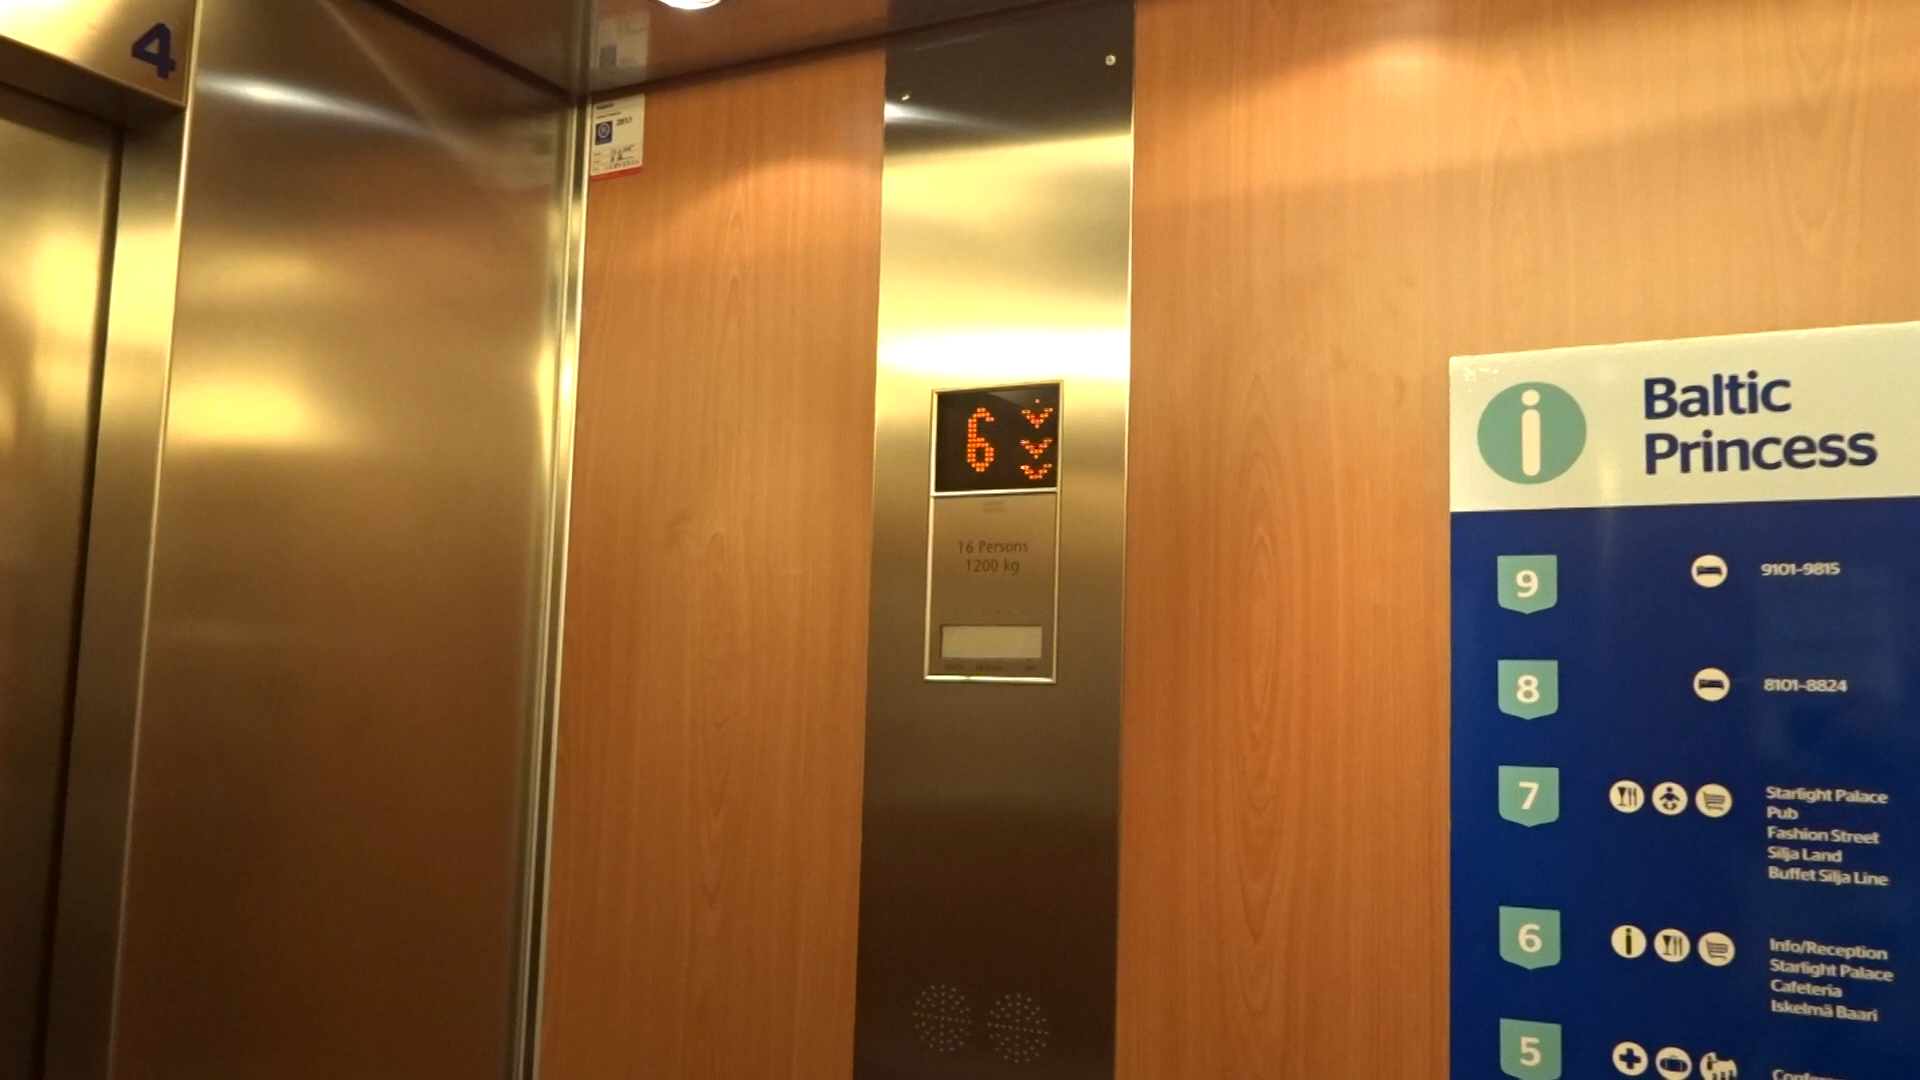 4
2011
6
16 Persons
1200 kg
i Baltic
Princess
9 9101-9815
8 8101-8824
7 Starlight Palace
Pub
Fashion Street
Silja Land
Buffet Silja Line
6 i Info/Reception
Starlight Palace
Cafeteria
Iskelmä Baari
5